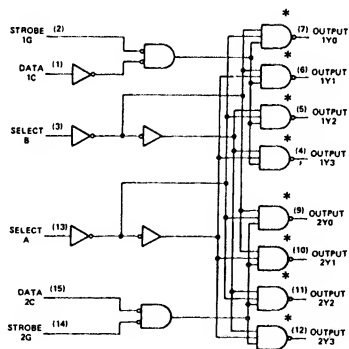 *
STROBE (2)
1G
(7) OUTPUT
1Y0
DATA (1)
1C
*
(6) OUTPUT
1Y1
*
(5) OUTPUT
1Y2
SELECT (3)
B
*
(4) OUTPUT
1Y3
*
(9) OUTPUT
2Y0
SELECT (13)
A
*
(10) OUTPUT
2Y1
*
(11) OUTPUT
2Y2
DATA (15)
2C
STROBE (14)
2G
*
(12) OUTPUT
2Y3